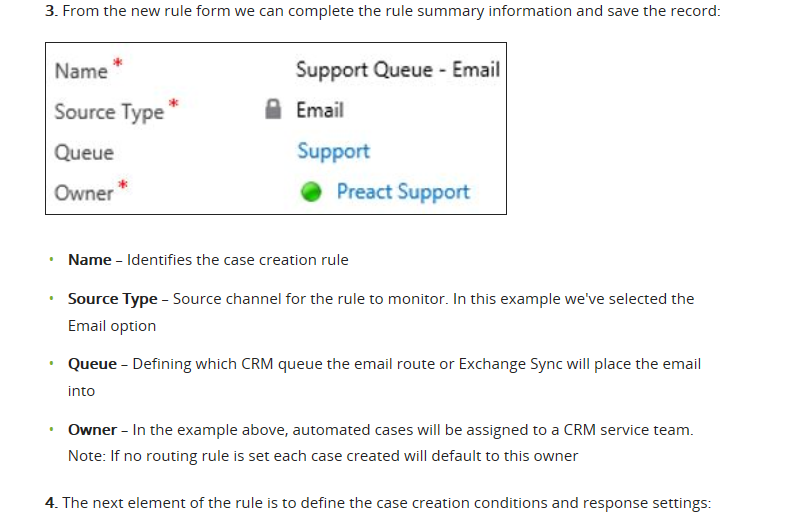 3. From the new rule form we can complete the rule summary information and save the record:
Name * Support Queue - Email
Source Type * Email
Queue Support
Owner * Preact Support
• Name – Identifies the case creation rule
• Source Type – Source channel for the rule to monitor. In this example we've selected the
Email option
• Queue – Defining which CRM queue the email route or Exchange Sync will place the email
into
• Owner – In the example above, automated cases will be assigned to a CRM service team.
Note: If no routing rule is set each case created will default to this owner
4. The next element of the rule is to define the case creation conditions and response settings: